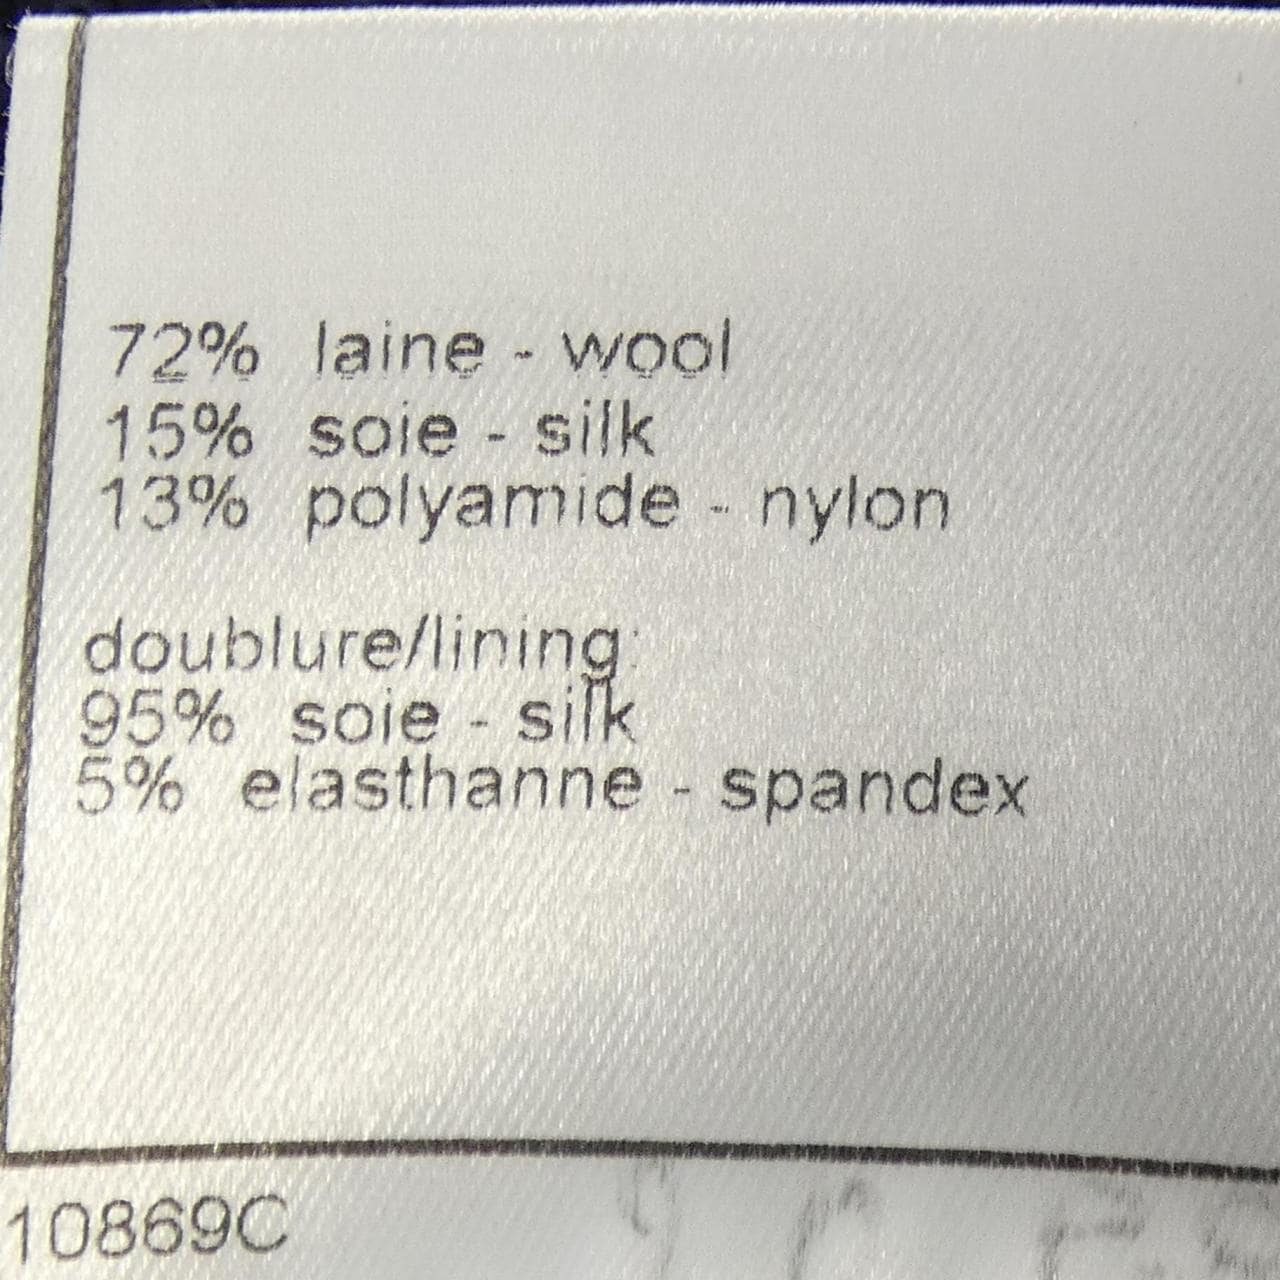 72% laine - wool
15% soie - silk
13% polyamide - nylon
doublure/lining:
95% soie - silk
5% elasthanne - spandex
10869C